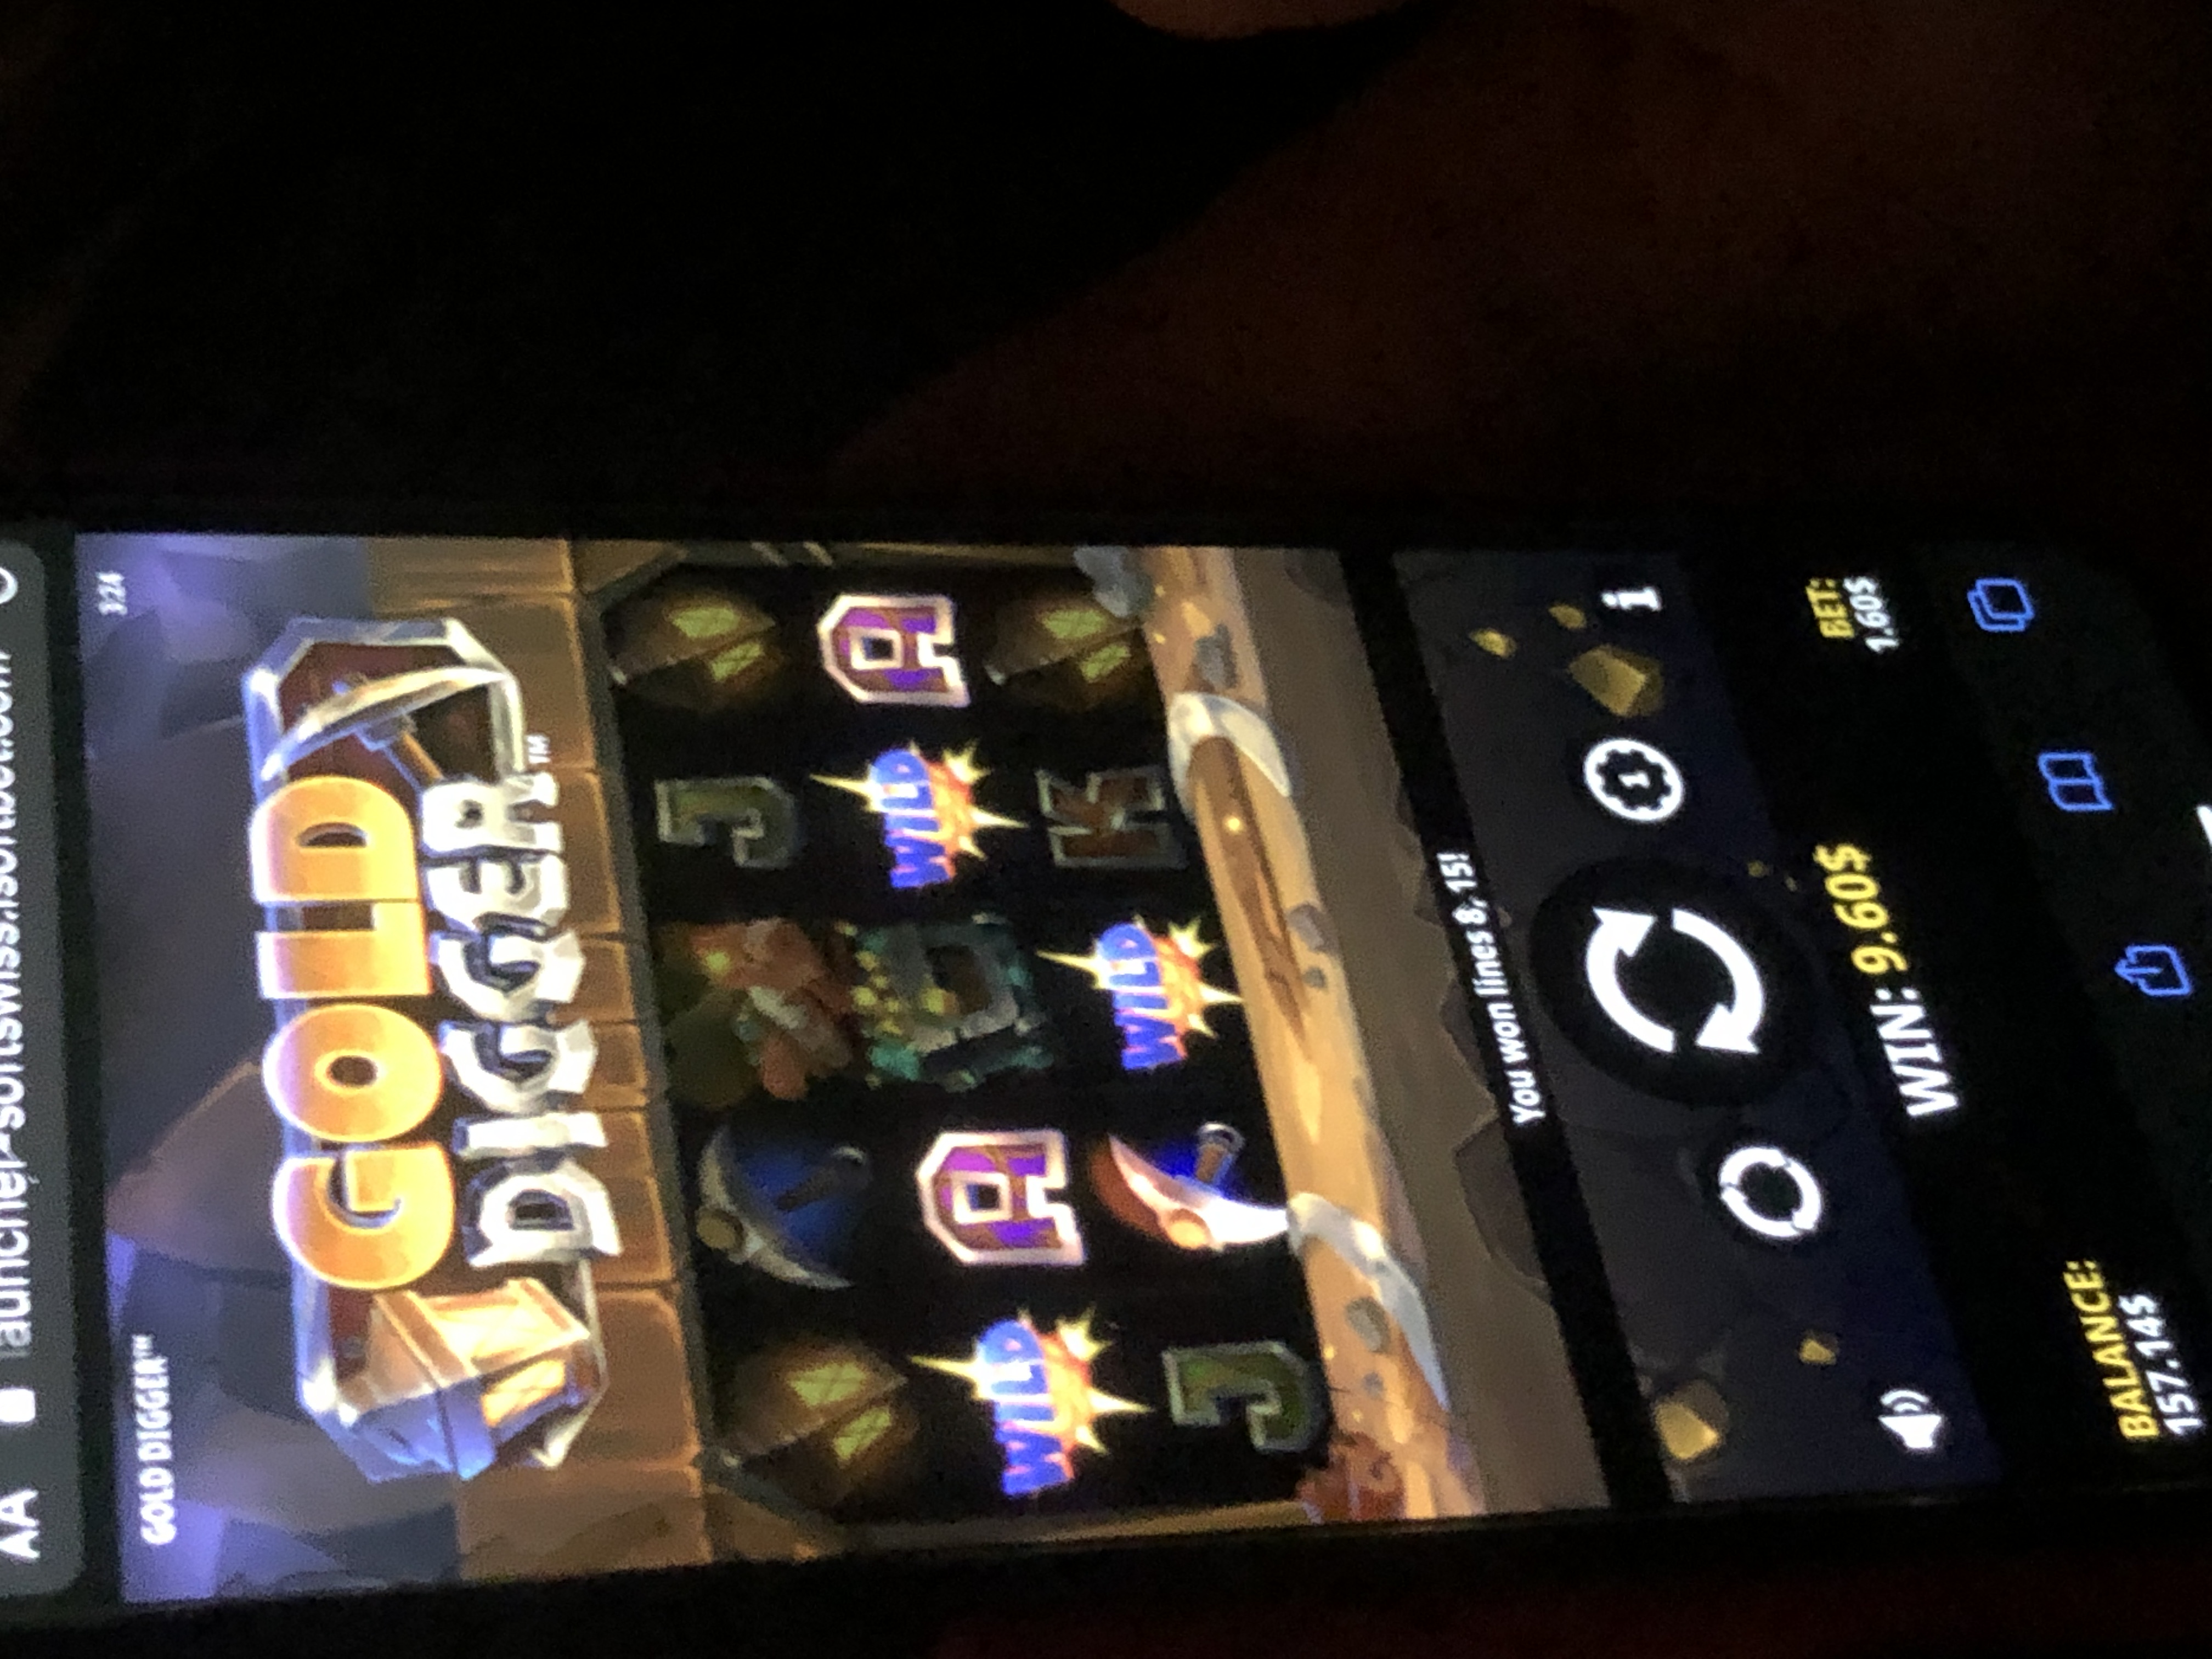 AA launcher-softswiss.isoftbet.com
3:24
GOLD DIGGER™
GOLD
DIGGER™
J
WILD A WILD A
J WILD K
You won lines 8, 15!
1 i
WIN: 9.60$
BET:
1.60$
BALANCE:
157.14$